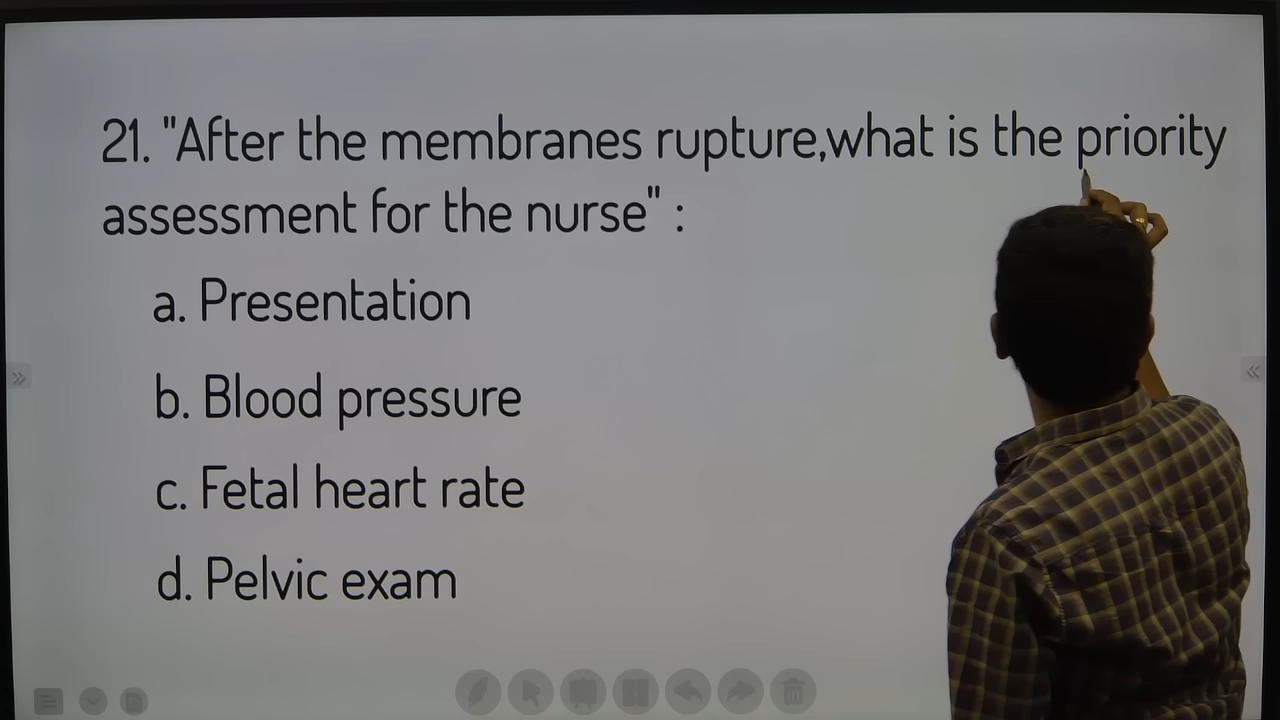 21. "After the membranes rupture,what is the priority
assessment for the nurse" :
a. Presentation
b. Blood pressure
c. Fetal heart rate
d. Pelvic exam